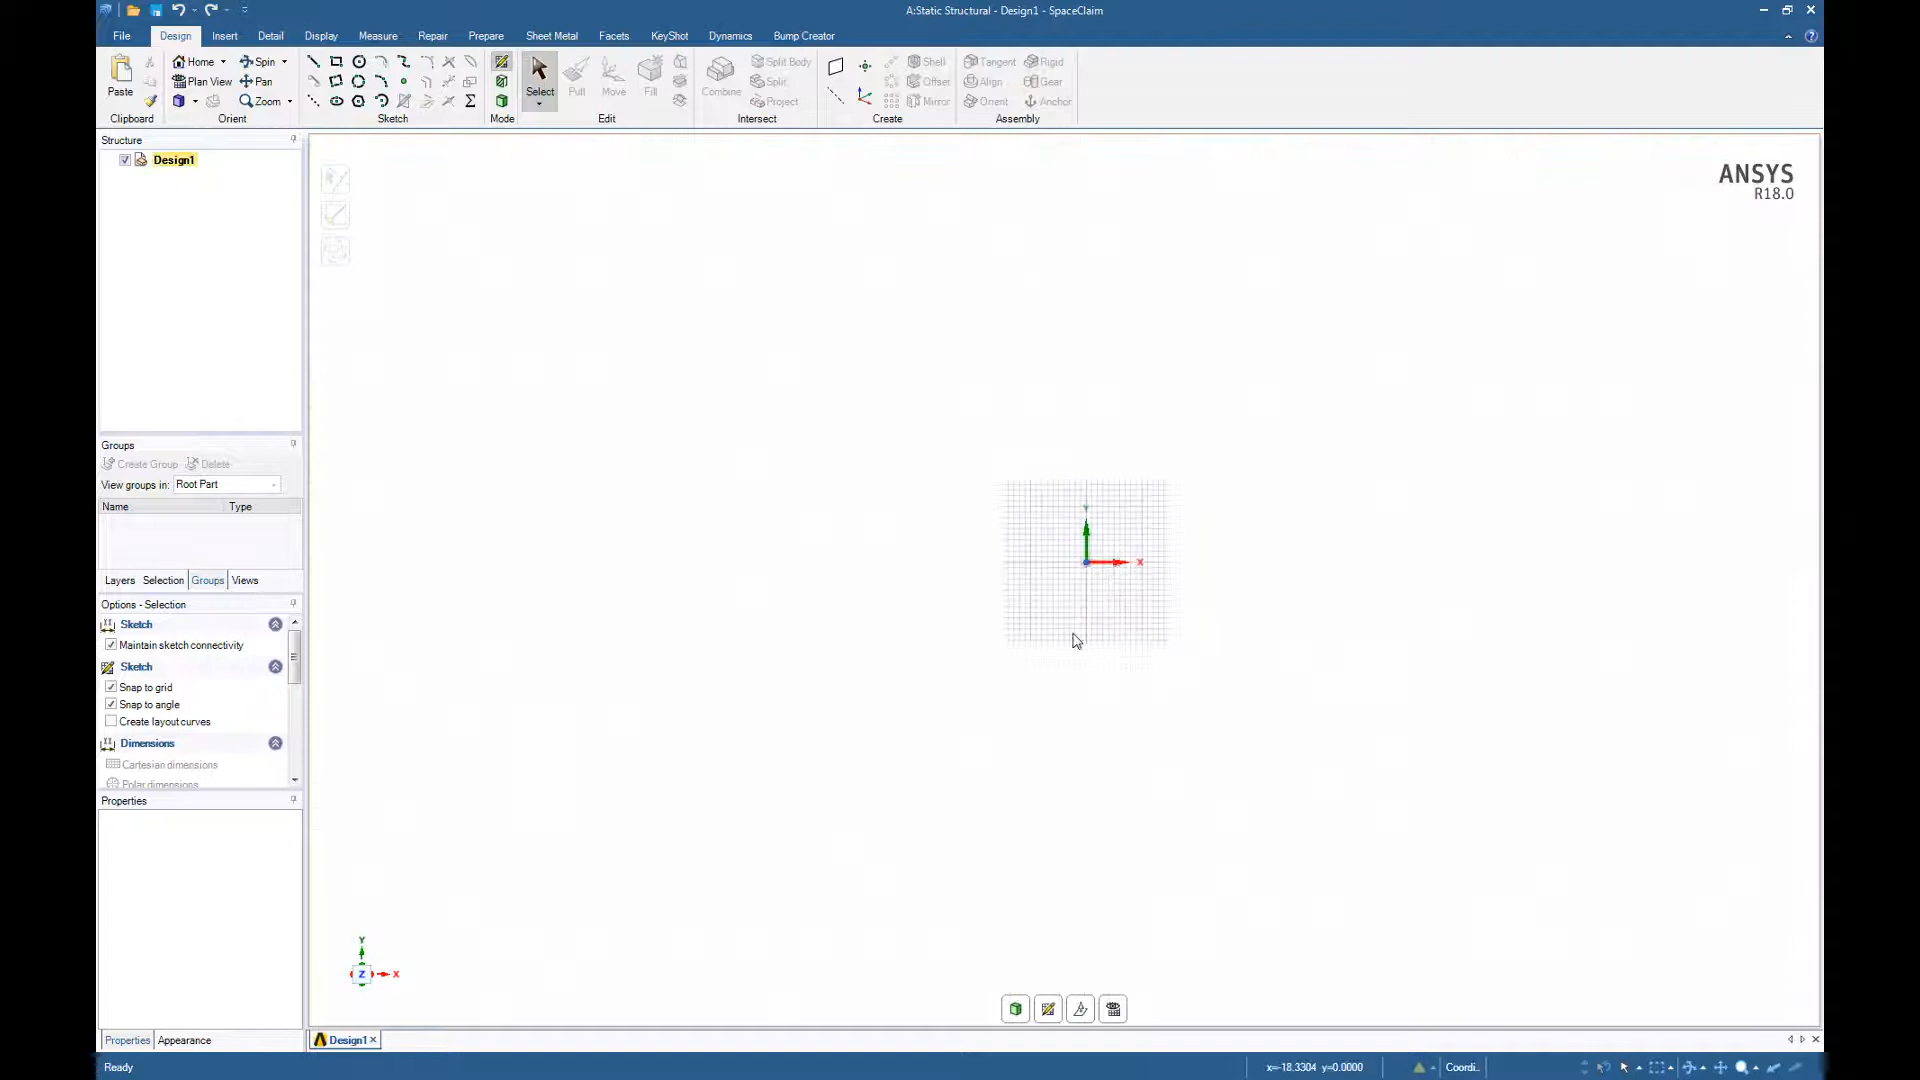 A:Static Structural - Design1 - SpaceClaim
File Design Insert Detail Display Measure Repair Prepare Sheet Metal Facets KeyShot Dynamics Bump Creator
Paste
Home Spin
Plan View Pan
Zoom
Select Pull Move Fill
Combine
Split Body
Split
Project
Shell
Offset
Mirror
Tangent Rigid
Align Gear
Orient Anchor
Clipboard Orient Sketch Mode Edit Intersect Create Assembly
Structure
Design1
ANSYS
R18.0
Groups
Create Group Delete
View groups in: Root Part
Name Type
Layers Selection Groups Views
Options - Selection
Sketch
Maintain sketch connectivity
Sketch
Snap to grid
Snap to angle
Create layout curves
Dimensions
Cartesian dimensions
Polar dimensions
Properties
Y
X
Y
Z X
Properties Appearance
Design1
Ready
x=-18.3304 y=0.0000
Coordi..